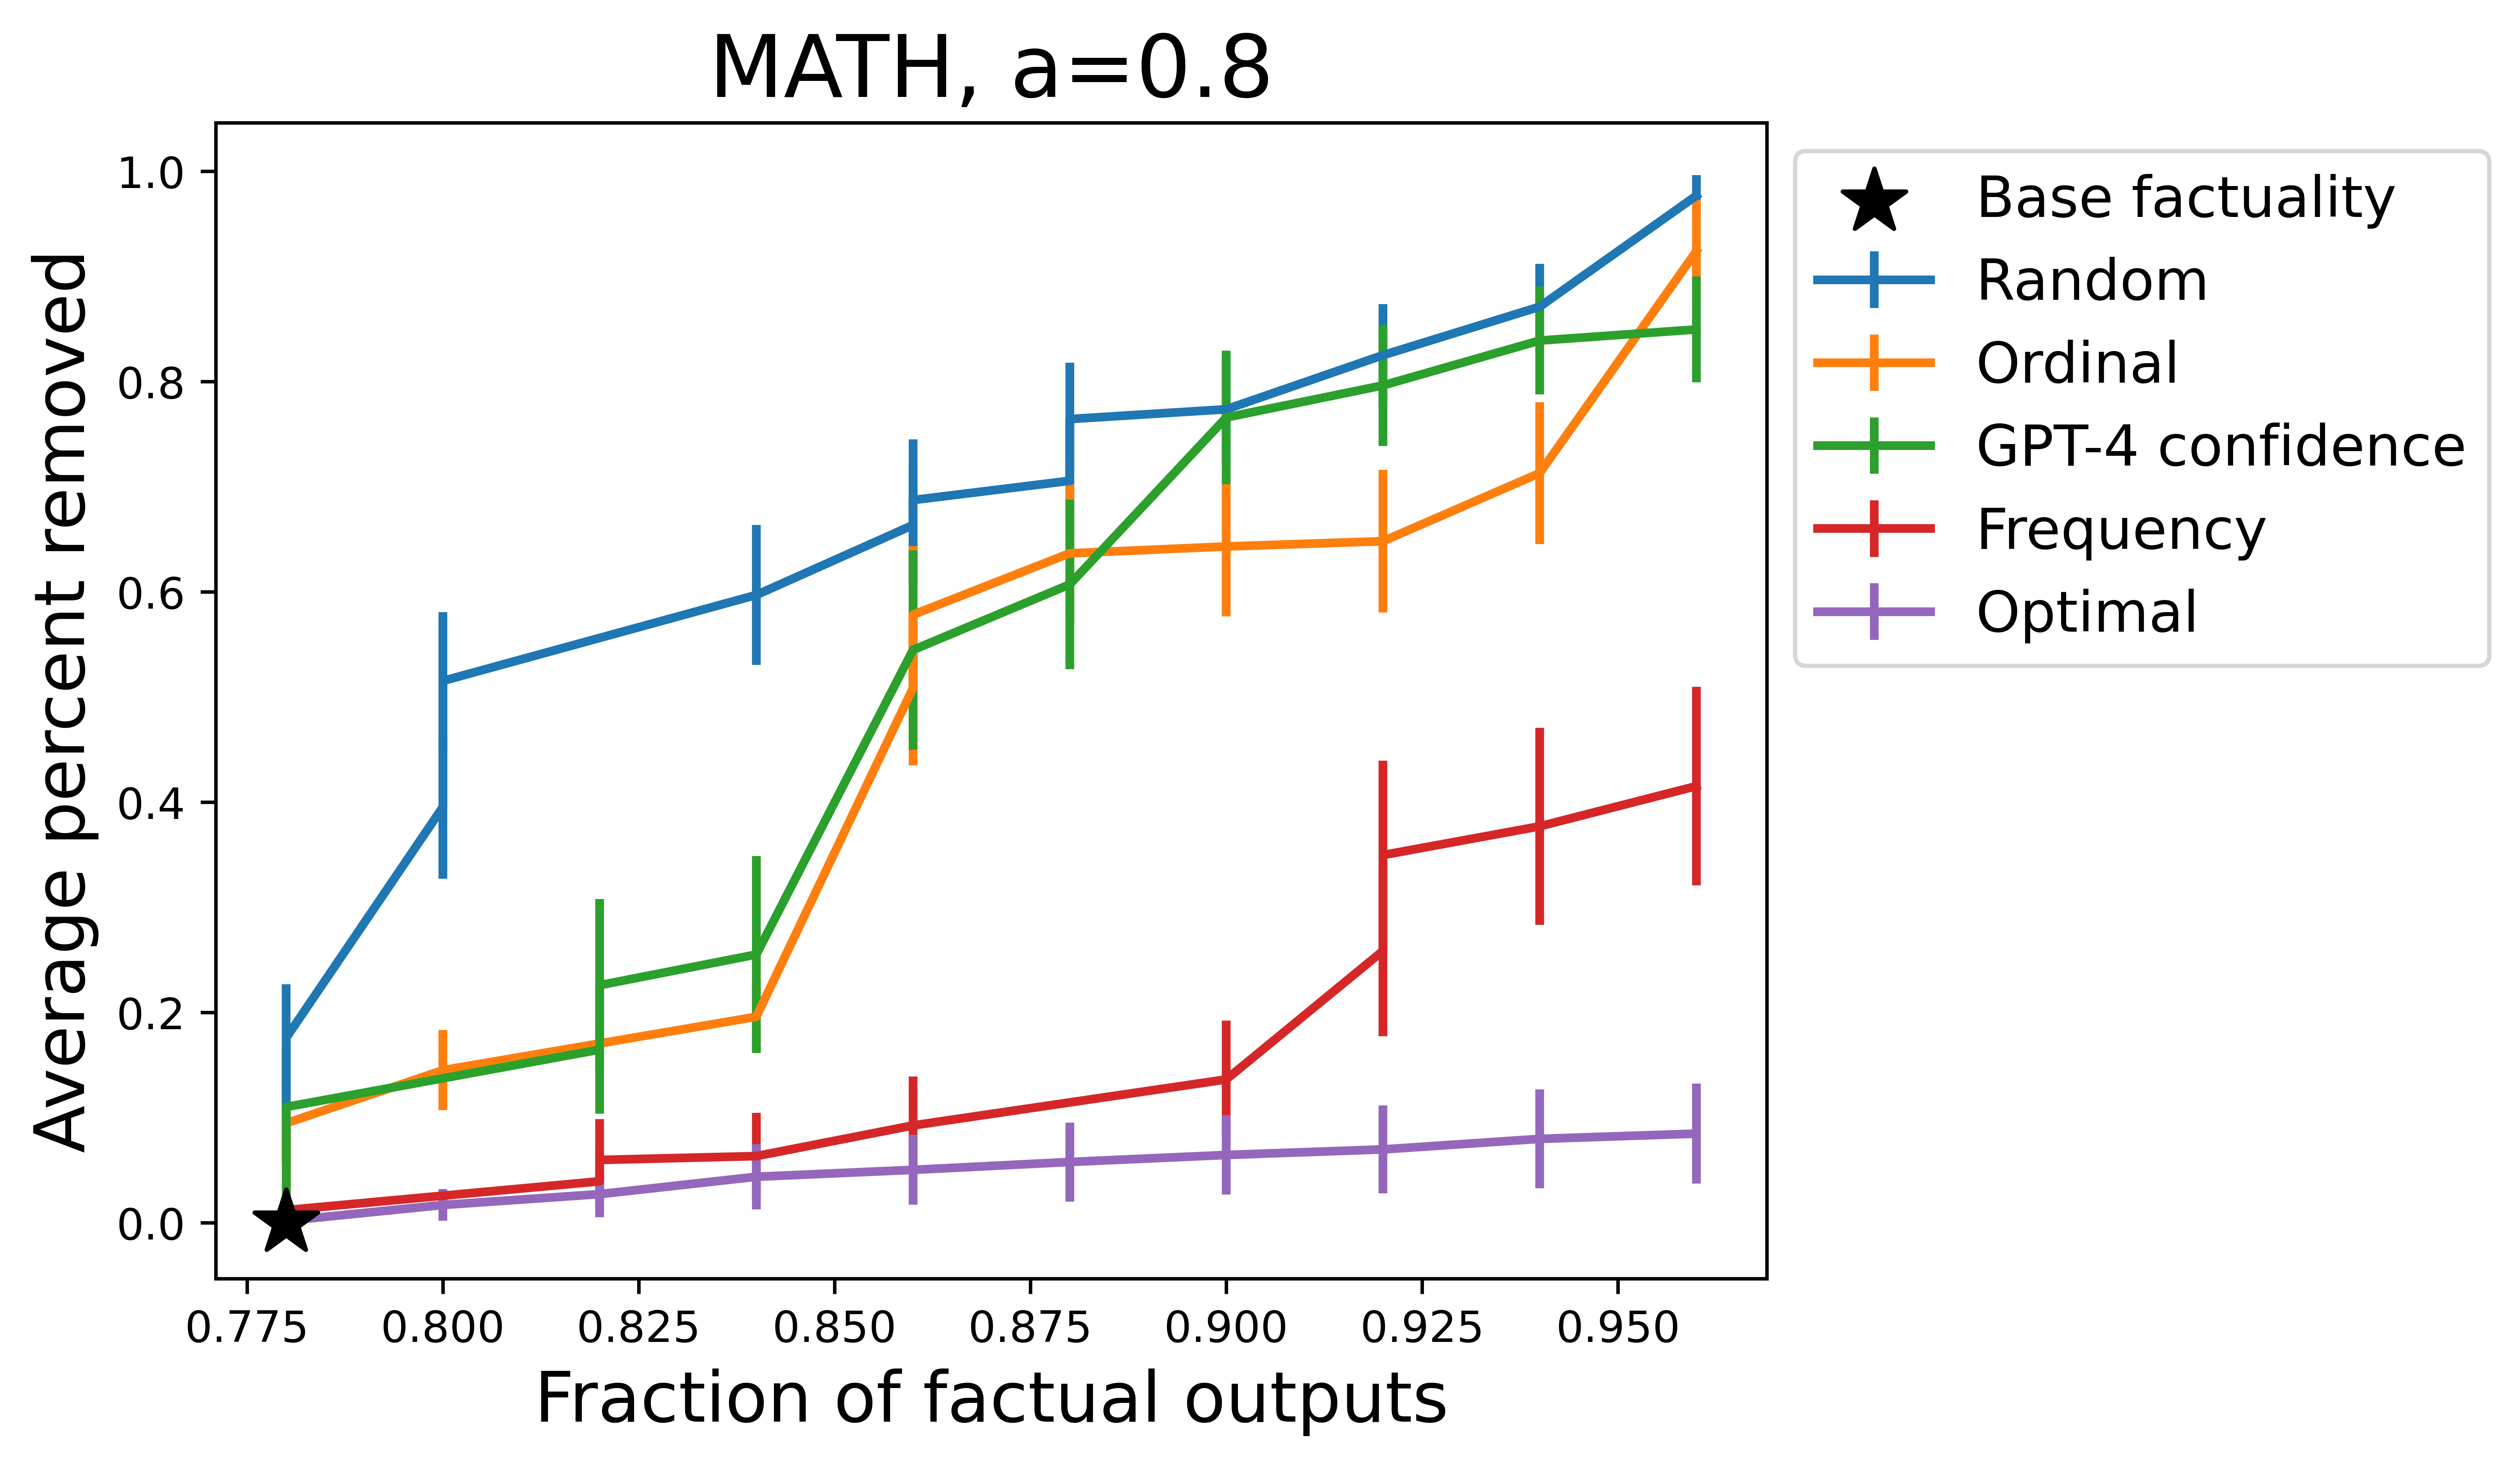 MATH, a=0.8
Average percent removed
1.0
0.8
0.6
0.4
0.2
0.0
0.775 0.800 0.825 0.850 0.875 0.900 0.925 0.950
Fraction of factual outputs
Base factuality
Random
Ordinal
GPT-4 confidence
Frequency
Optimal